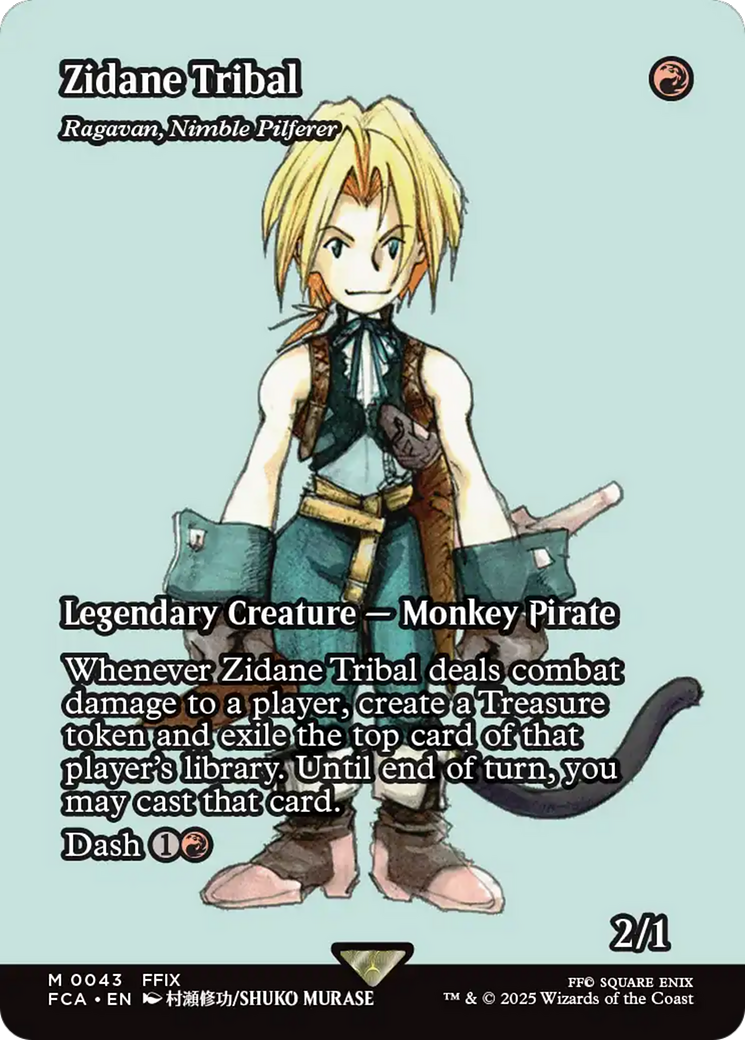 Zidane Tribal
Ragavan, Nimble Pilferer
Legendary Creature — Monkey Pirate
Whenever Zidane Tribal deals combat
damage to a player, create a Treasure
token and exile the top card of that
player's library. Until end of turn, you
may cast that card.
Dash 1
2/1
M 0043 FFIX
FCA • EN 村瀬修功/SHUKO MURASE
FF© SQUARE ENIX
™ & © 2025 Wizards of the Coast